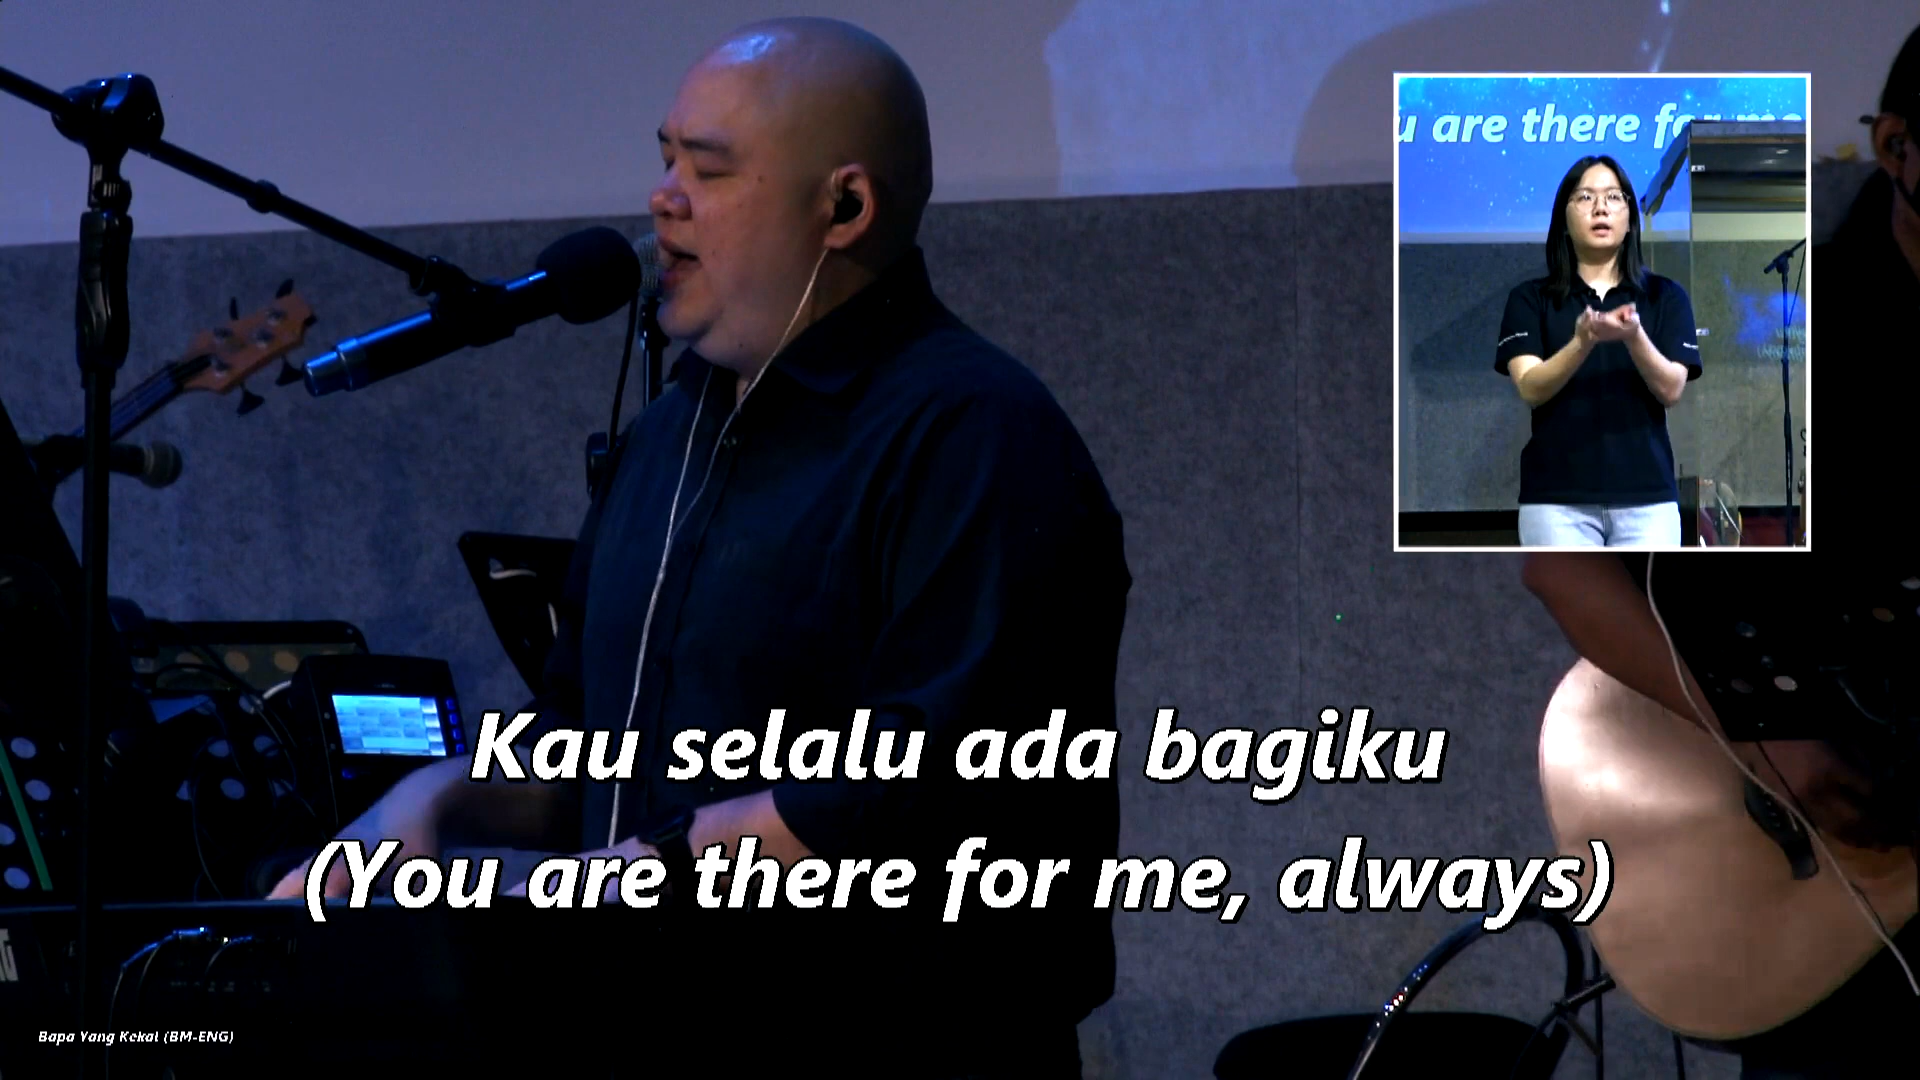 u are there for me
Kau selalu ada bagiku
(You are there for me, always)
Bapa Yang Kekal (BM-ENG)